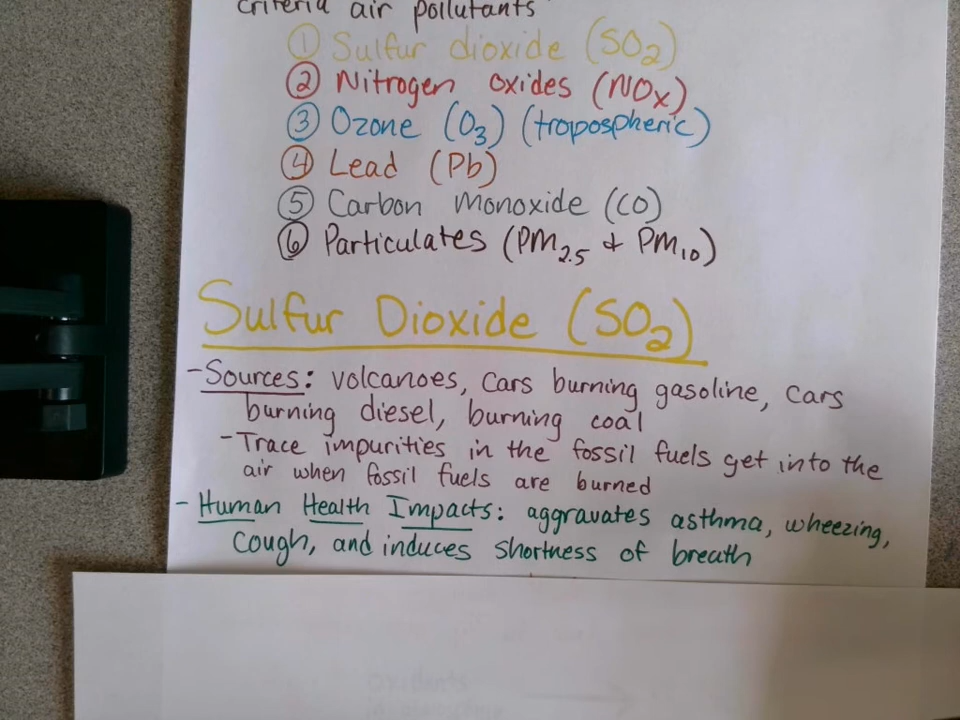 criteria air pollutants
① Sulfur dioxide (SO₂)
② Nitrogen oxides (NOₓ)
③ Ozone (O₃) (tropospheric)
④ Lead (Pb)
⑤ Carbon Monoxide (CO)
⑥ Particulates (PM₂.₅ + PM₁₀)
Sulfur Dioxide (SO₂)
- Sources: volcanoes, cars burning gasoline, cars
burning diesel, burning coal
- Trace impurities in the fossil fuels get into the
air when fossil fuels are burned
- Human Health Impacts: aggravates asthma, wheezing,
cough, and induces shortness of breath